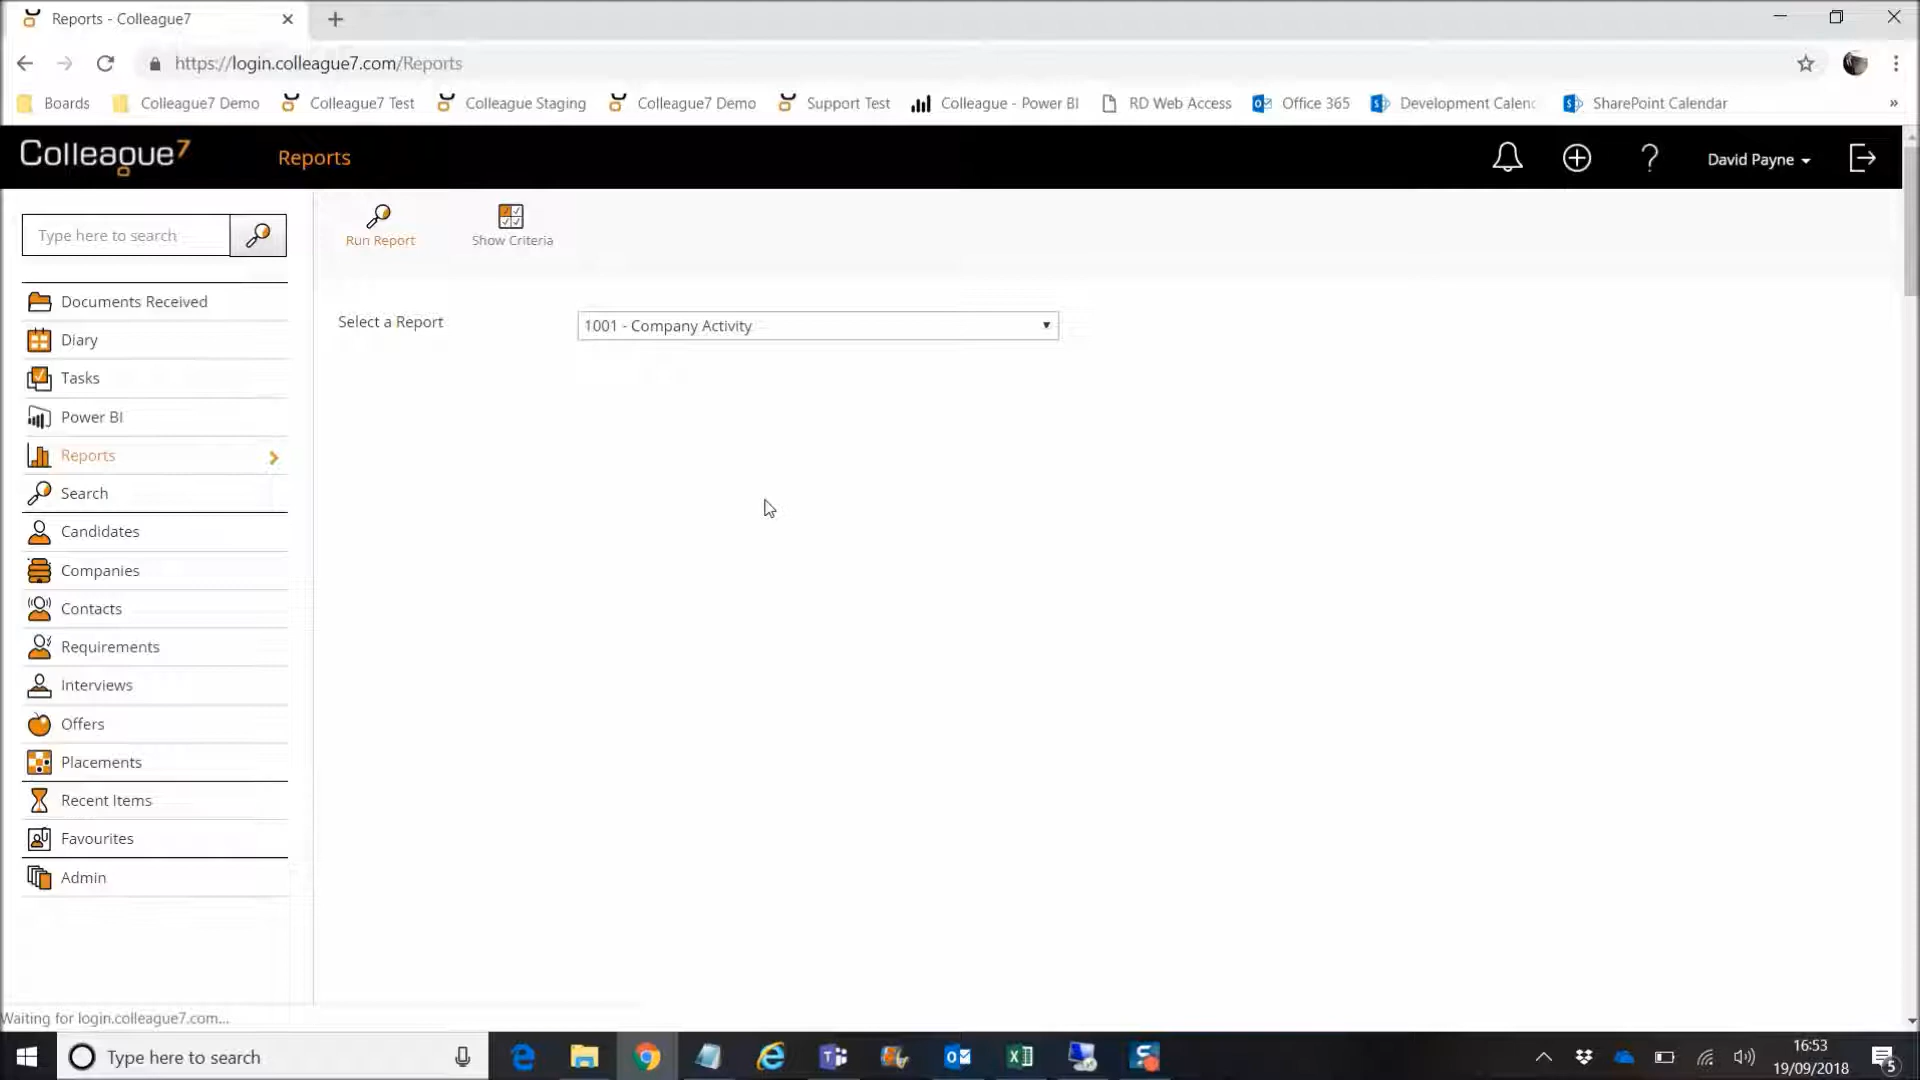 Reports - Colleague7
https://login.colleague7.com/Reports
Boards
Colleague7 Demo
Colleague7 Test
Colleague Staging
Colleague7 Demo
Support Test
Colleague - Power BI
RD Web Access
Office 365
Development Calenc
SharePoint Calendar
»
Colleague7
Reports
David Payne
Type here to search
Run Report
Show Criteria
Select a Report
1001 - Company Activity
Documents Received
Diary
Tasks
Power BI
Reports
Search
Candidates
Companies
Contacts
Requirements
Interviews
Offers
Placements
Recent Items
Favourites
Admin
Waiting for login.colleague7.com...
Type here to search
16:53
19/09/2018
5